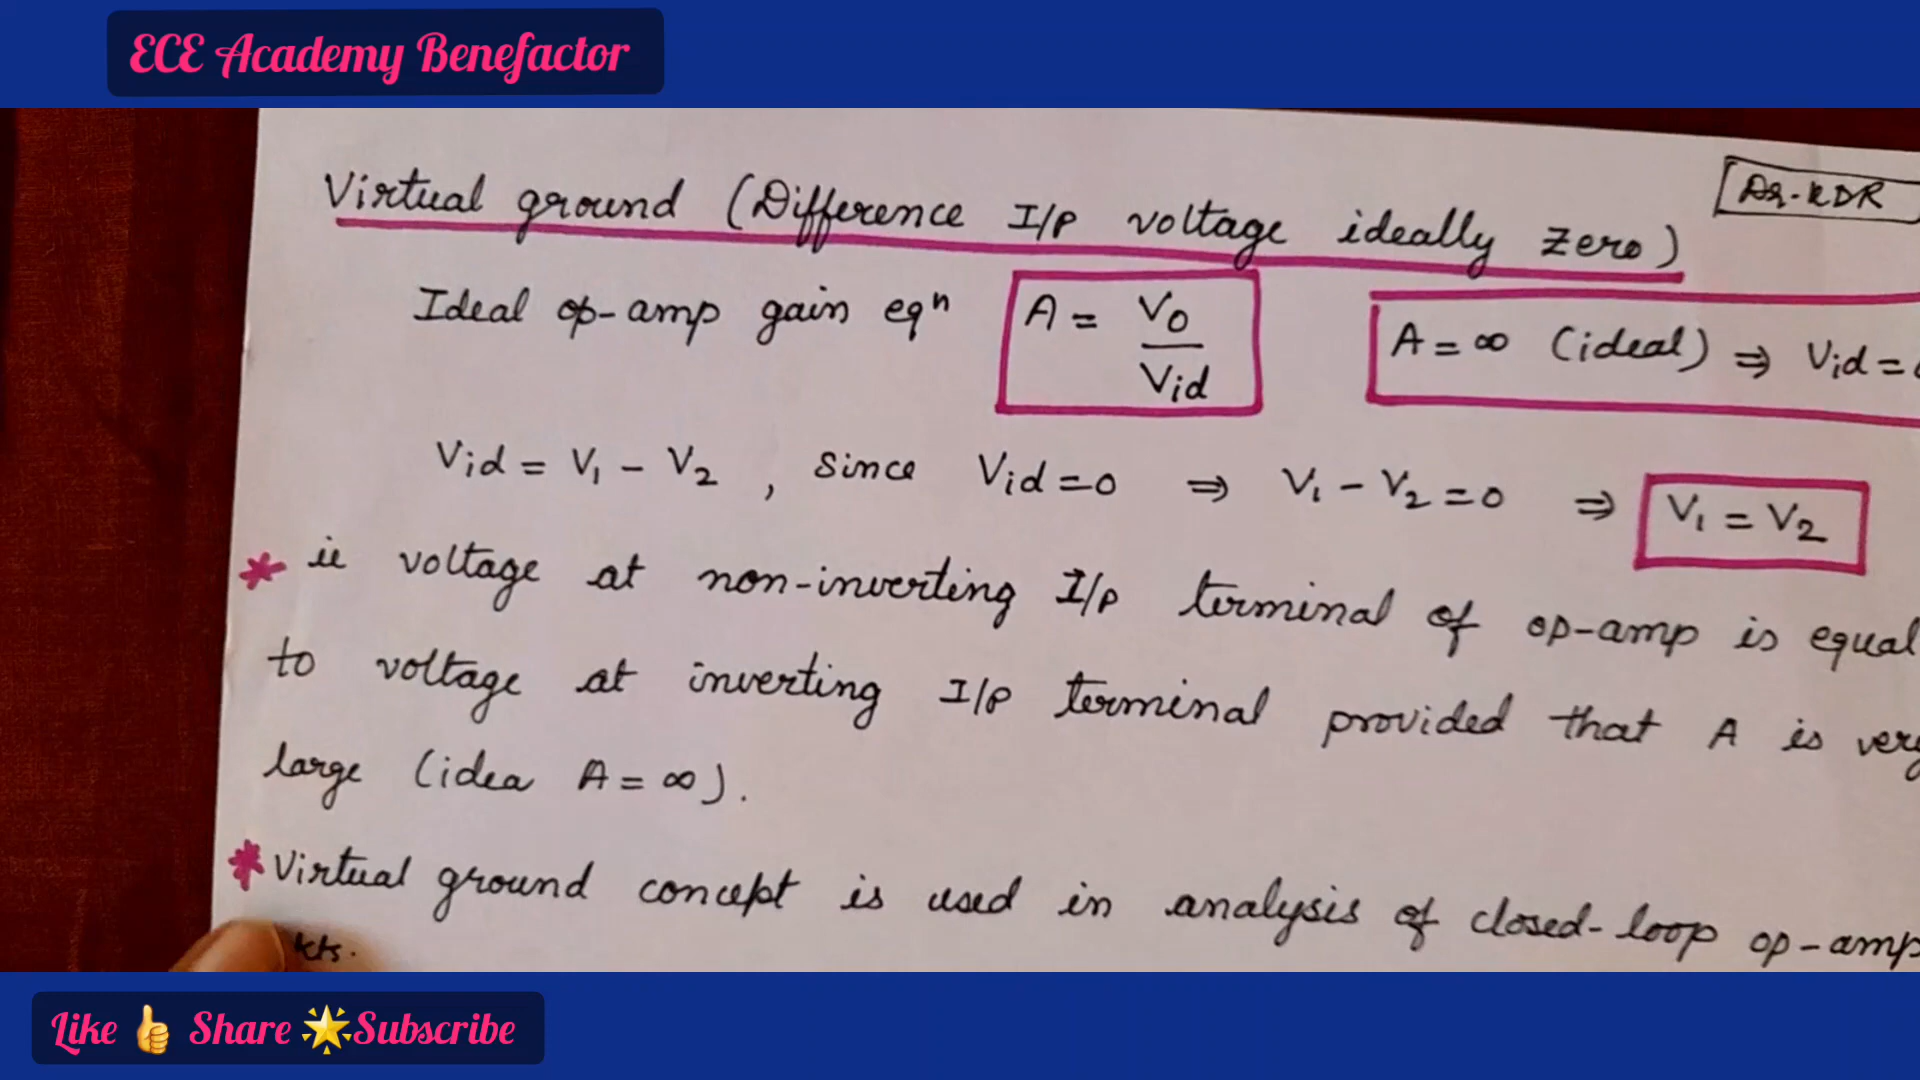 ECE Academy Benefactor
Virtual ground (Difference I/P voltage ideally zero)
Dr. KDR
Ideal op-amp gain eqⁿ A = Vo/Vid A = ∞ (ideal) ⇒ Vid =
Vid = V₁ - V₂ , since Vid = 0 ⇒ V₁ - V₂ = 0 ⇒ V₁ = V₂
* ie voltage at non-inverting I/P terminal of op-amp is equal
to voltage at inverting I/P terminal provided that A is very
large (idea A = ∞).
* Virtual ground concept is used in analysis of closed-loop op-amp
kts.
Like 👍 Share 🌟Subscribe